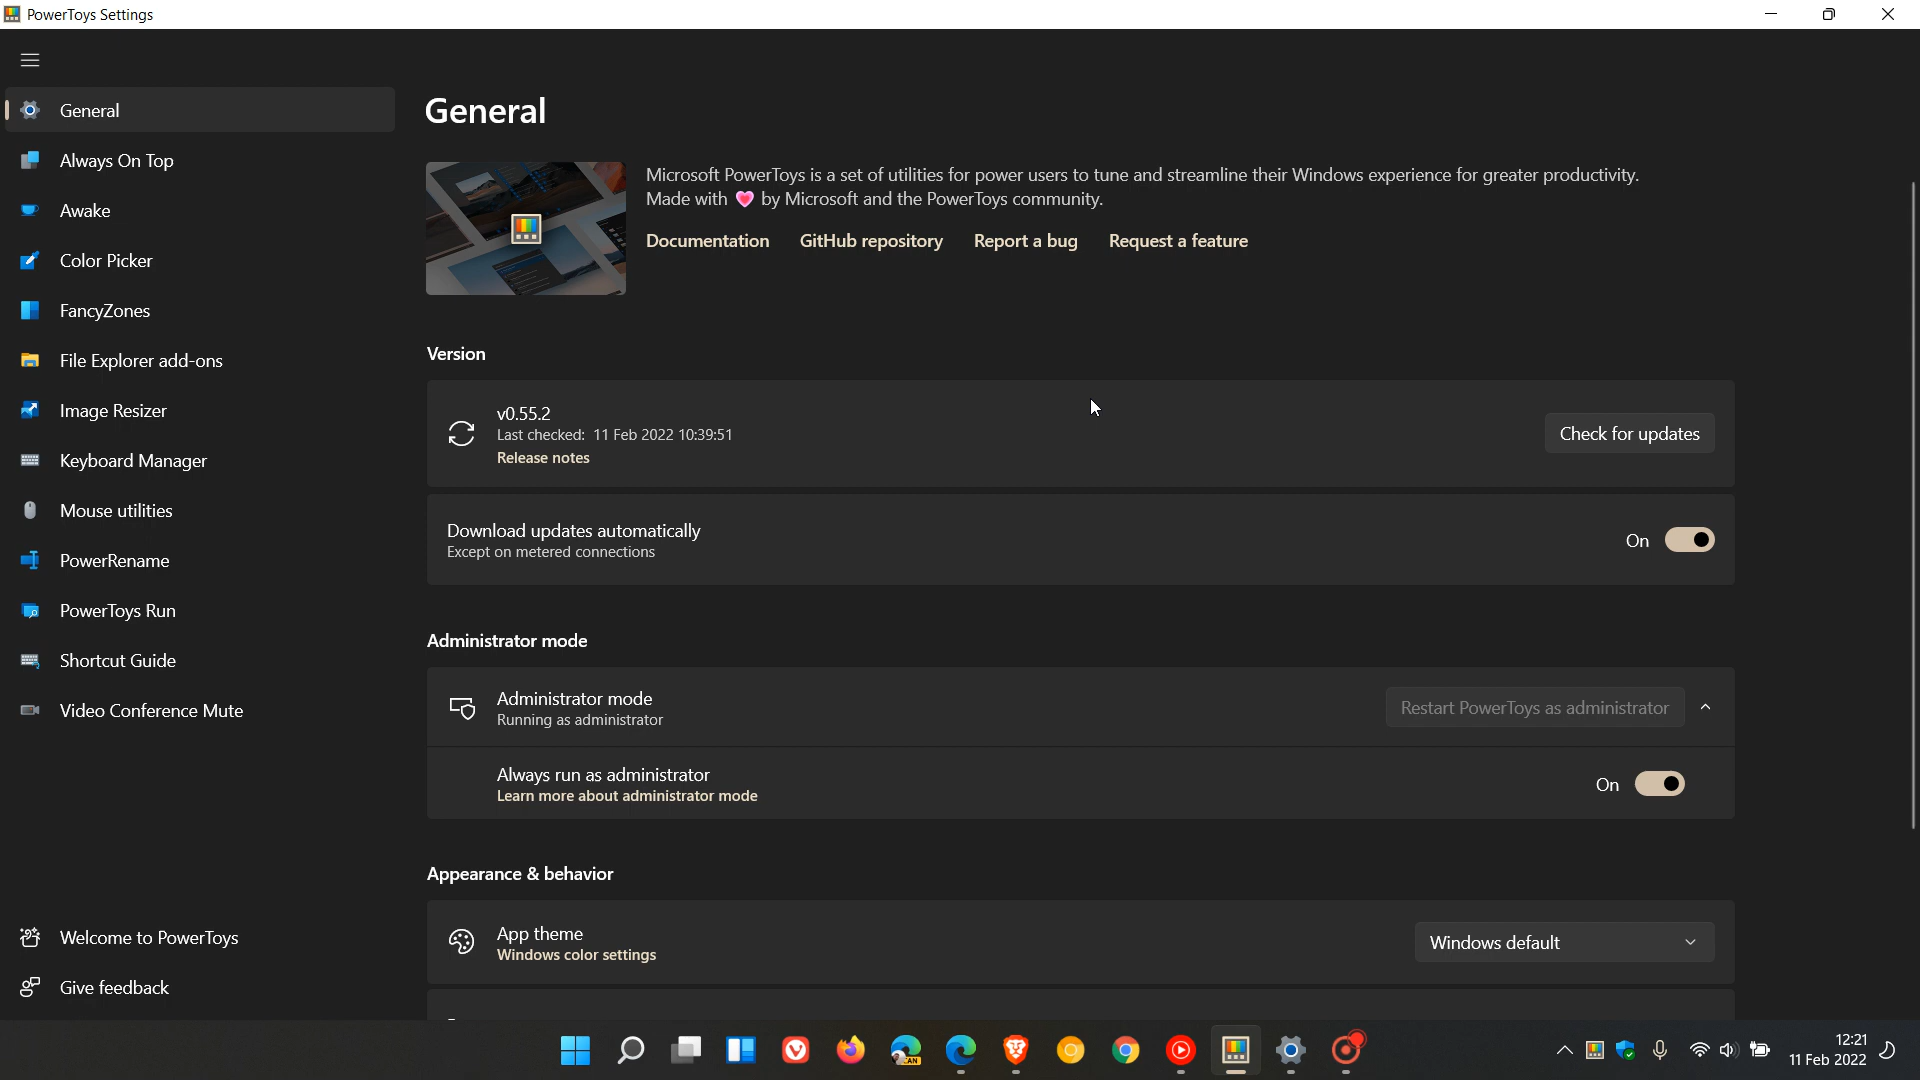 PowerToys Settings
General
Always On Top
Awake
Color Picker
FancyZones
File Explorer add-ons
Image Resizer
Keyboard Manager
Mouse utilities
PowerRename
PowerToys Run
Shortcut Guide
Video Conference Mute
Welcome to PowerToys
Give feedback
General
Microsoft PowerToys is a set of utilities for power users to tune and streamline their Windows experience for greater productivity.
Made with 💗 by Microsoft and the PowerToys community.
Documentation GitHub repository Report a bug Request a feature
Version
v0.55.2
Last checked: 11 Feb 2022 10:39:51
Release notes
Check for updates
Download updates automatically
Except on metered connections
On
Administrator mode
Administrator mode
Running as administrator
Restart PowerToys as administrator
Always run as administrator
Learn more about administrator mode
On
Appearance & behavior
App theme
Windows color settings
Windows default
CAN
12:21
11 Feb 2022